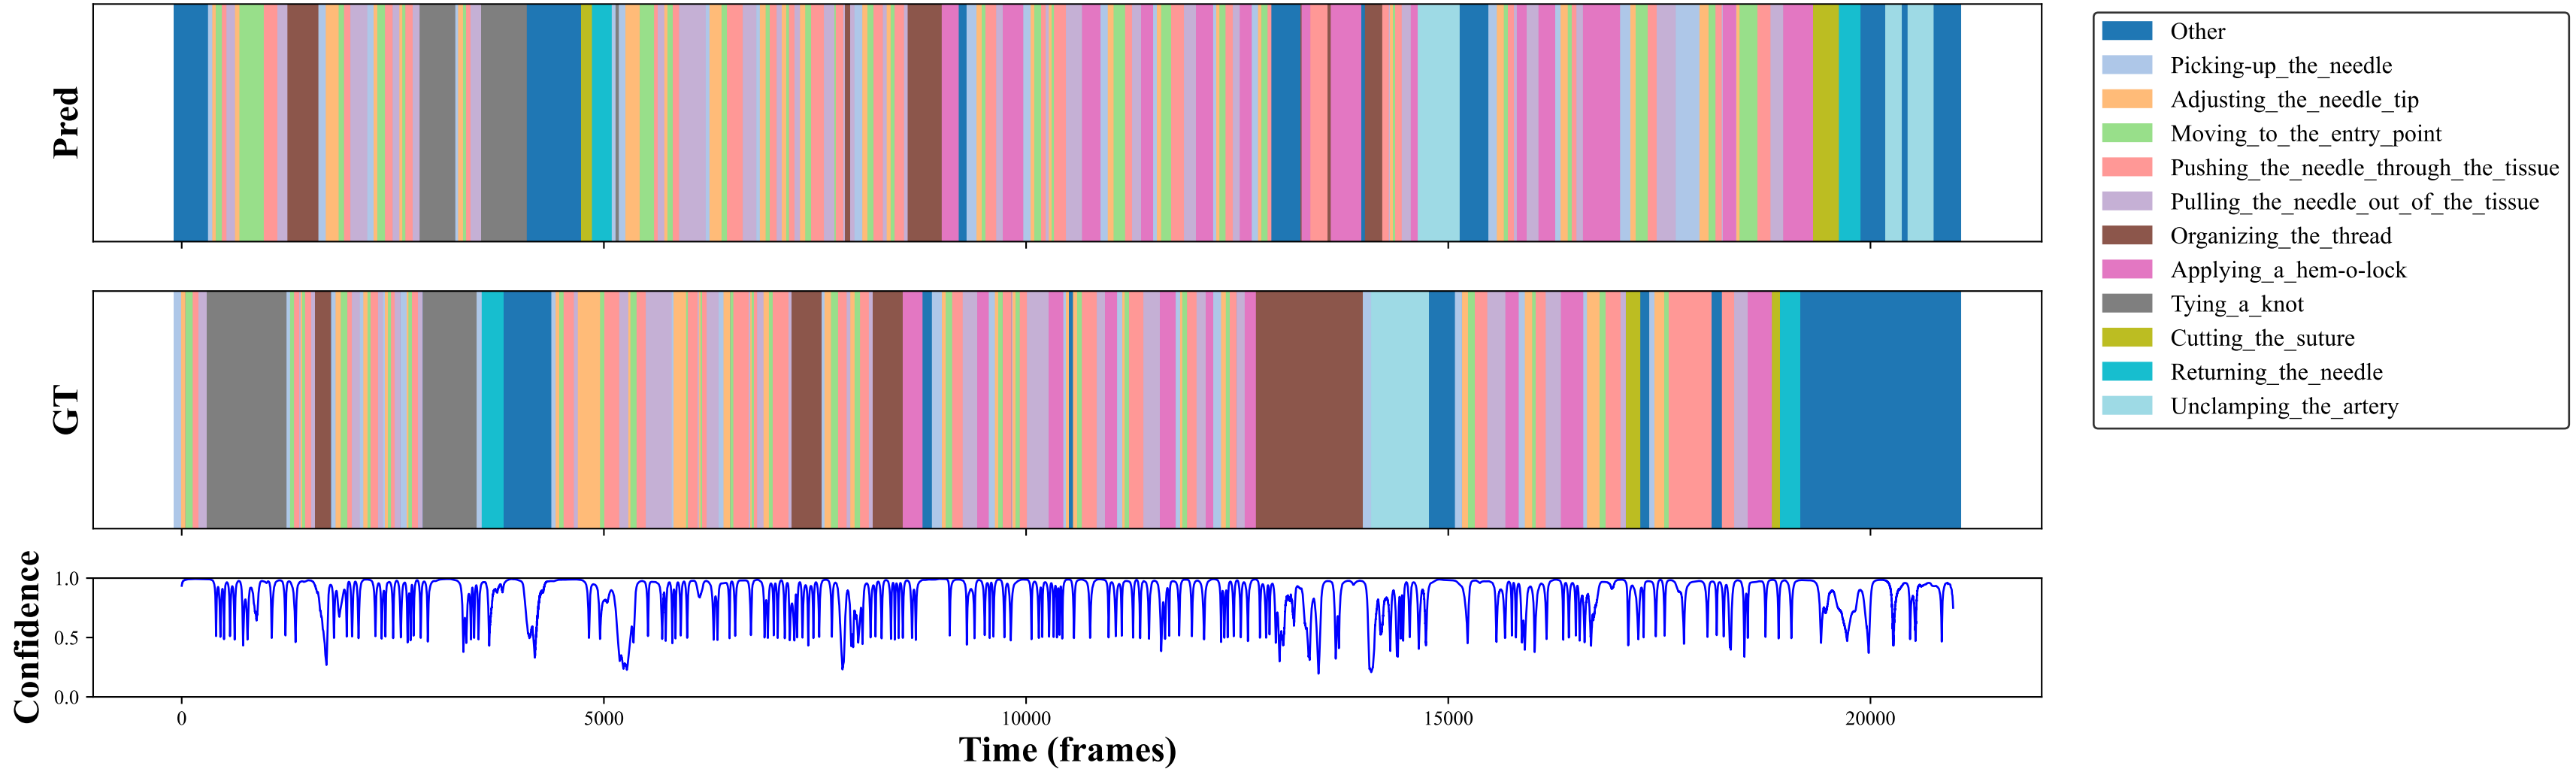 Pred
GT
Confidence
1.0
0.5
0.0
0
5000
10000
15000
20000
Time (frames)
Other
Picking-up_the_needle
Adjusting_the_needle_tip
Moving_to_the_entry_point
Pushing_the_needle_through_the_tissue
Pulling_the_needle_out_of_the_tissue
Organizing_the_thread
Applying_a_hem-o-lock
Tying_a_knot
Cutting_the_suture
Returning_the_needle
Unclamping_the_artery